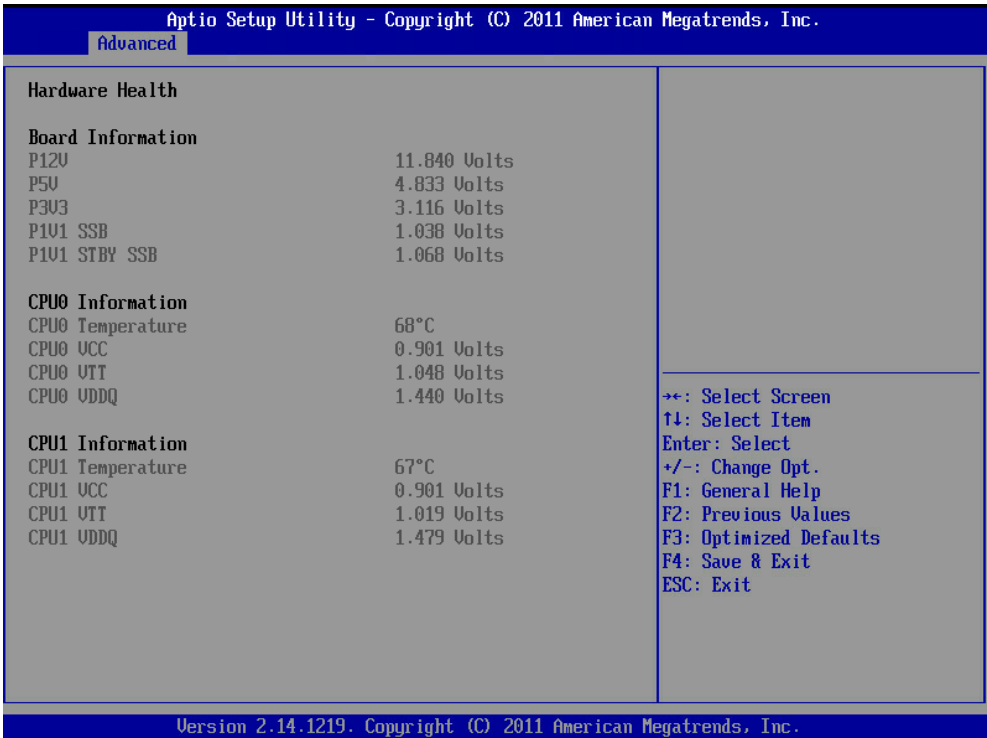 Aptio Setup Utility - Copyright (C) 2011 American Megatrends, Inc.
Advanced
Hardware Health
Board Information
P12V 11.840 Volts
P5V 4.833 Volts
P3V3 3.116 Volts
P1V1 SSB 1.038 Volts
P1V1 STBY SSB 1.068 Volts
CPU0 Information
CPU0 Temperature 68°C
CPU0 VCC 0.901 Volts
CPU0 VTT 1.048 Volts
CPU0 VDDQ 1.440 Volts
CPU1 Information
CPU1 Temperature 67°C
CPU1 VCC 0.901 Volts
CPU1 VTT 1.019 Volts
CPU1 VDDQ 1.479 Volts
→←: Select Screen
↑↓: Select Item
Enter: Select
+/-: Change Opt.
F1: General Help
F2: Previous Values
F3: Optimized Defaults
F4: Save & Exit
ESC: Exit
Version 2.14.1219. Copyright (C) 2011 American Megatrends, Inc.